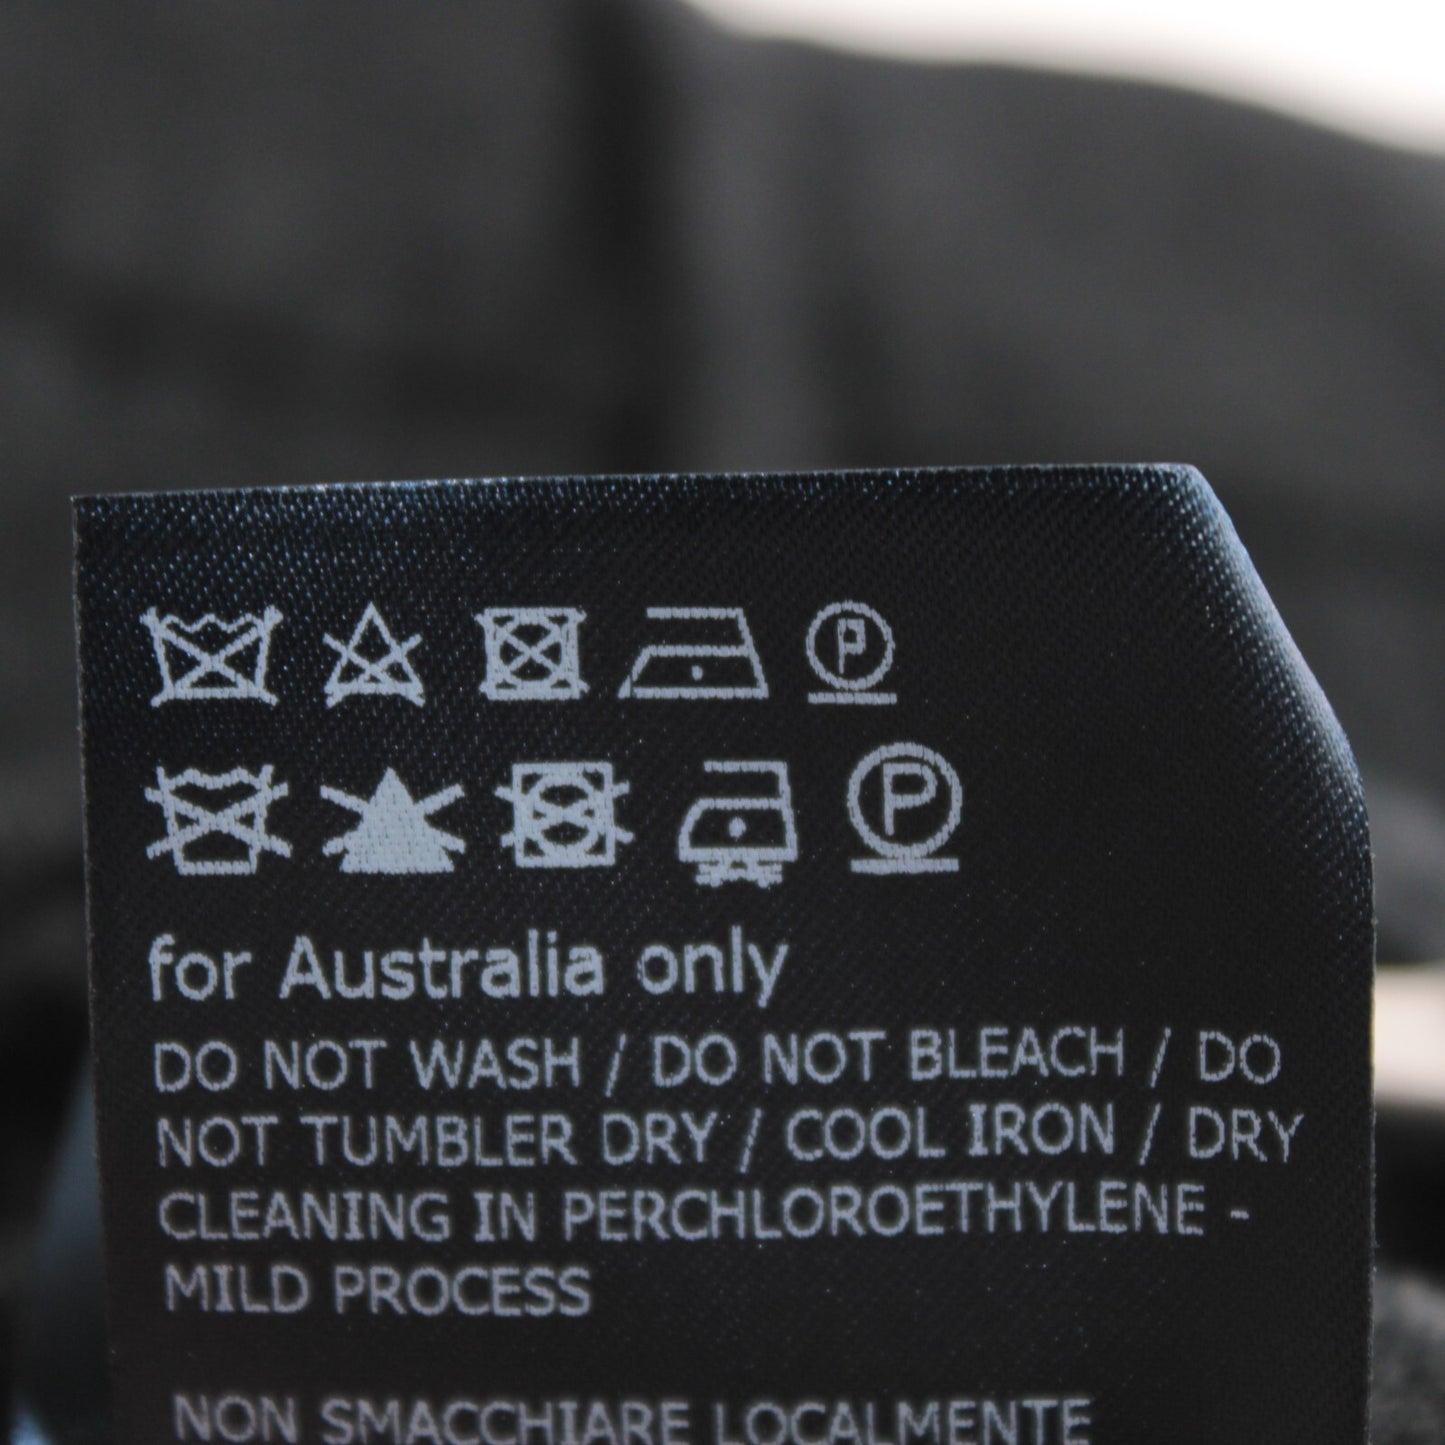 P
P
for Australia only
DO NOT WASH / DO NOT BLEACH / DO
NOT TUMBLER DRY / COOL IRON / DRY
CLEANING IN PERCHLOROETHYLENE -
MILD PROCESS
NON SMACCHIARE LOCALMENTE